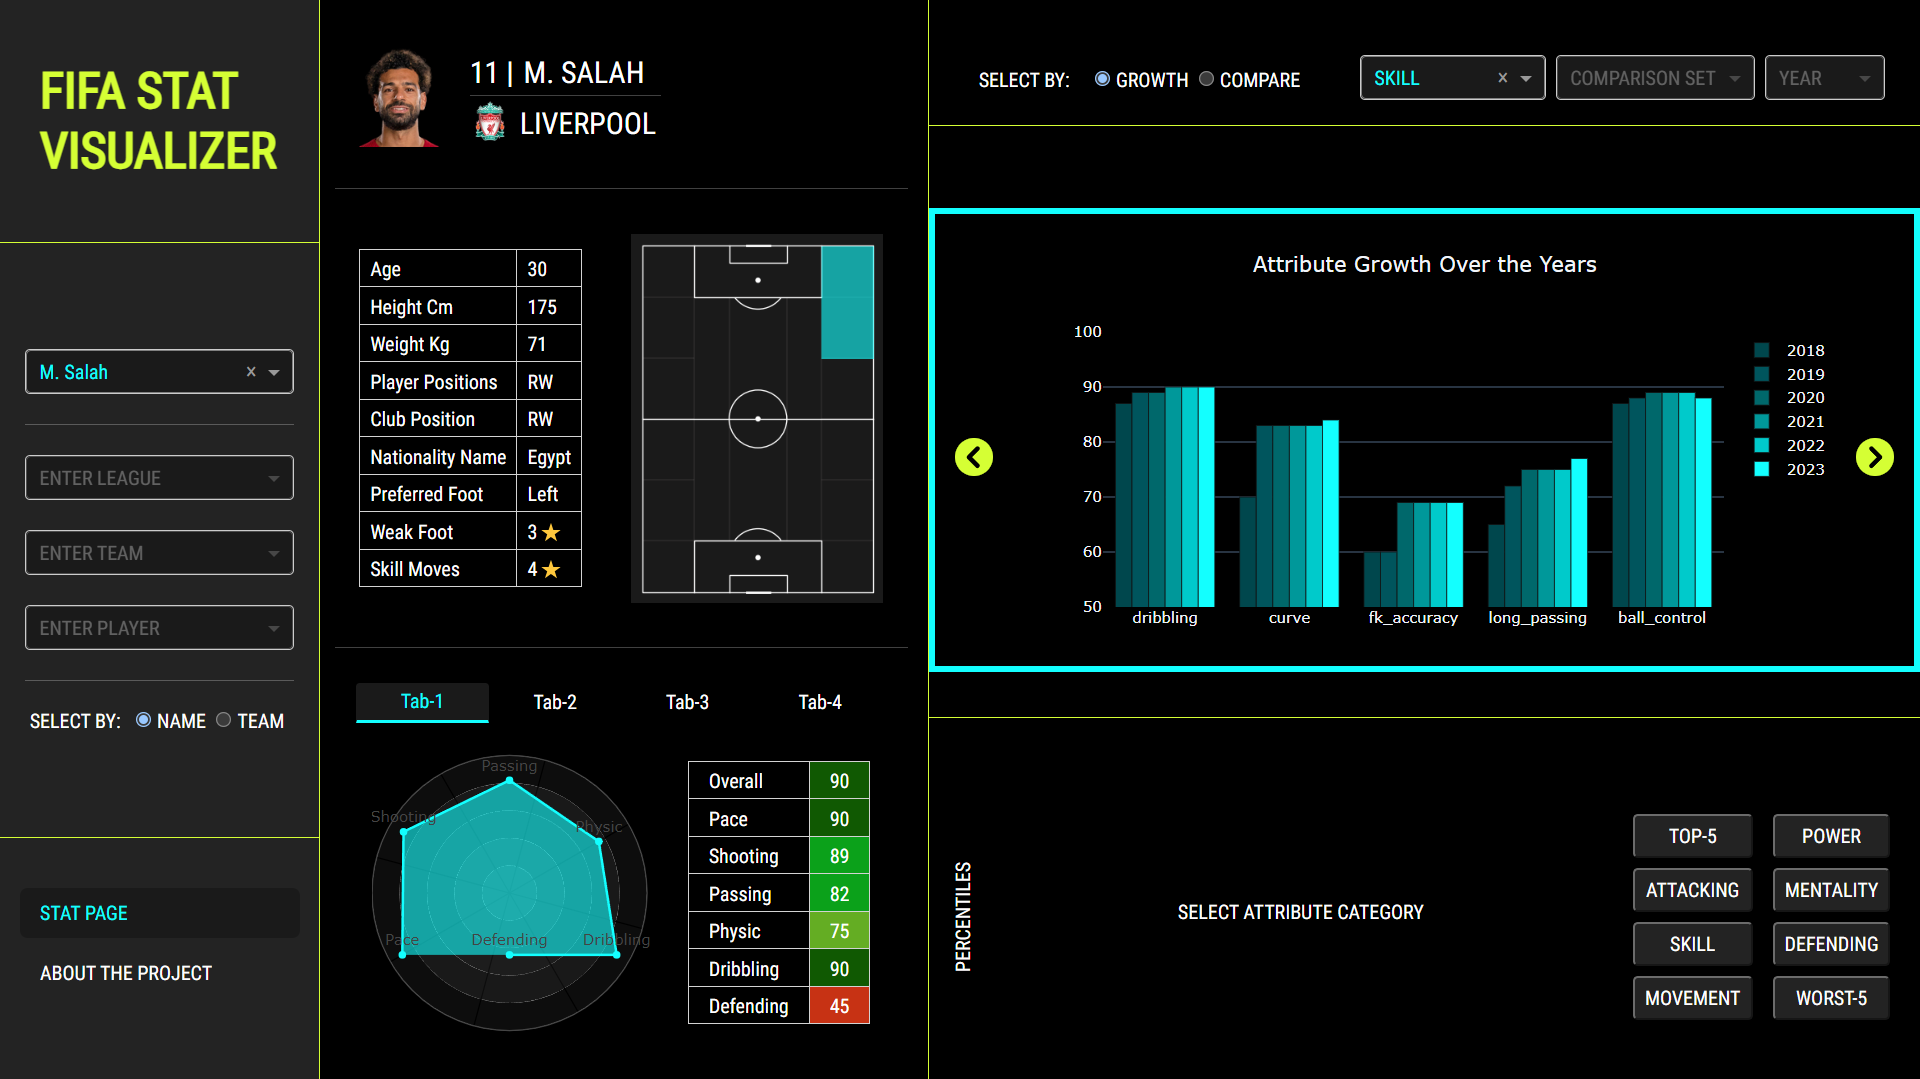 FIFA STAT
VISUALIZER
M. Salah ×
ENTER LEAGUE
ENTER TEAM
ENTER PLAYER
SELECT BY: NAME TEAM
STAT PAGE
ABOUT THE PROJECT
11 | M. SALAH
LIVERPOOL
Age 30
Height Cm 175
Weight Kg 71
Player Positions RW
Club Position RW
Nationality Name Egypt
Preferred Foot Left
Weak Foot 3 ★
Skill Moves 4 ★
Tab-1 Tab-2 Tab-3 Tab-4
Passing
Shooting
Physic
Pace
Defending
Dribbling
Overall 90
Pace 90
Shooting 89
Passing 82
Physic 75
Dribbling 90
Defending 45
SELECT BY: GROWTH COMPARE
SKILL × COMPARISON SET YEAR
Attribute Growth Over the Years
100
90
80
70
60
50
dribbling curve fk_accuracy long_passing ball_control
2018
2019
2020
2021
2022
2023
PERCENTILES
SELECT ATTRIBUTE CATEGORY
TOP-5 POWER
ATTACKING MENTALITY
SKILL DEFENDING
MOVEMENT WORST-5